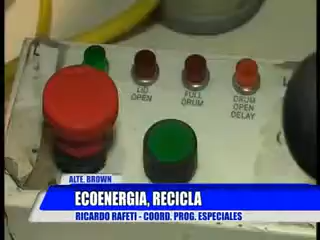 LID
OPEN
FULL
DRUM
DRUM
OPEN
DELAY
ALTE. BROWN
ECOENERGIA, RECICLA
RICARDO RAFETI - COORD. PROG. ESPECIALES